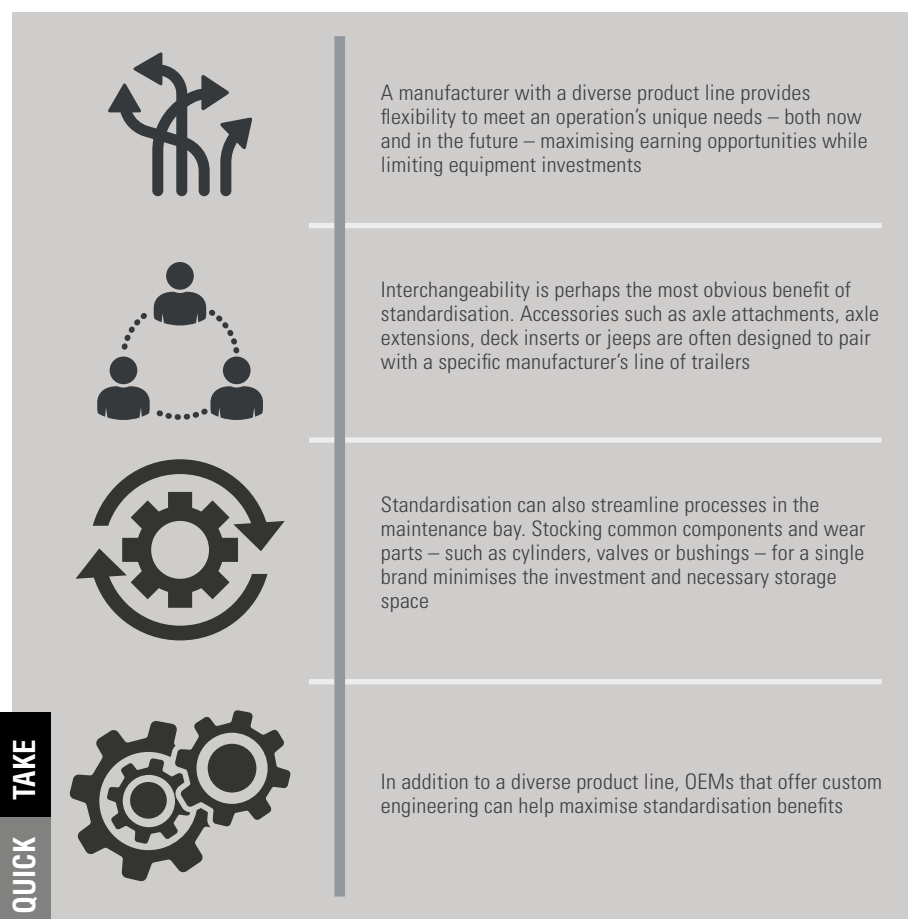 A manufacturer with a diverse product line provides
flexibility to meet an operation's unique needs – both now
and in the future – maximising earning opportunities while
limiting equipment investments
Interchangeability is perhaps the most obvious benefit of
standardisation. Accessories such as axle attachments, axle
extensions, deck inserts or jeeps are often designed to pair
with a specific manufacturer's line of trailers
Standardisation can also streamline processes in the
maintenance bay. Stocking common components and wear
parts – such as cylinders, valves or bushings – for a single
brand minimises the investment and necessary storage
space
In addition to a diverse product line, OEMs that offer custom
engineering can help maximise standardisation benefits
QUICK TAKE